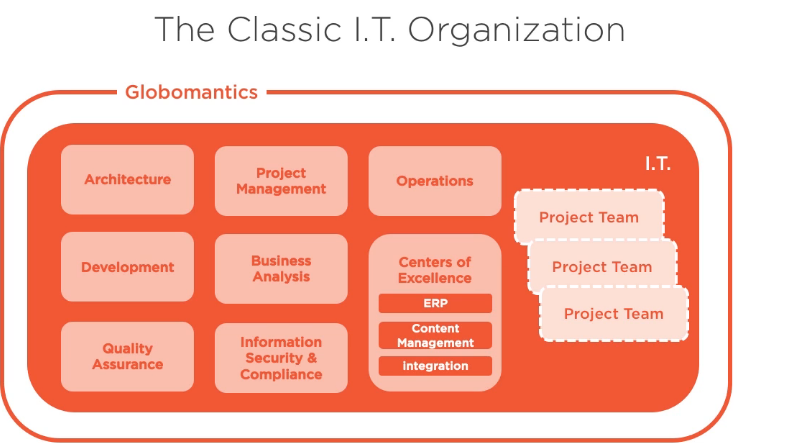 The Classic I.T. Organization
Globomantics
I.T.
Architecture
Project
Management
Operations
Project Team
Development
Business
Analysis
Centers of
Excellence
ERP
Content
Management
Integration
Project Team
Quality
Assurance
Information
Security &
Compliance
Project Team